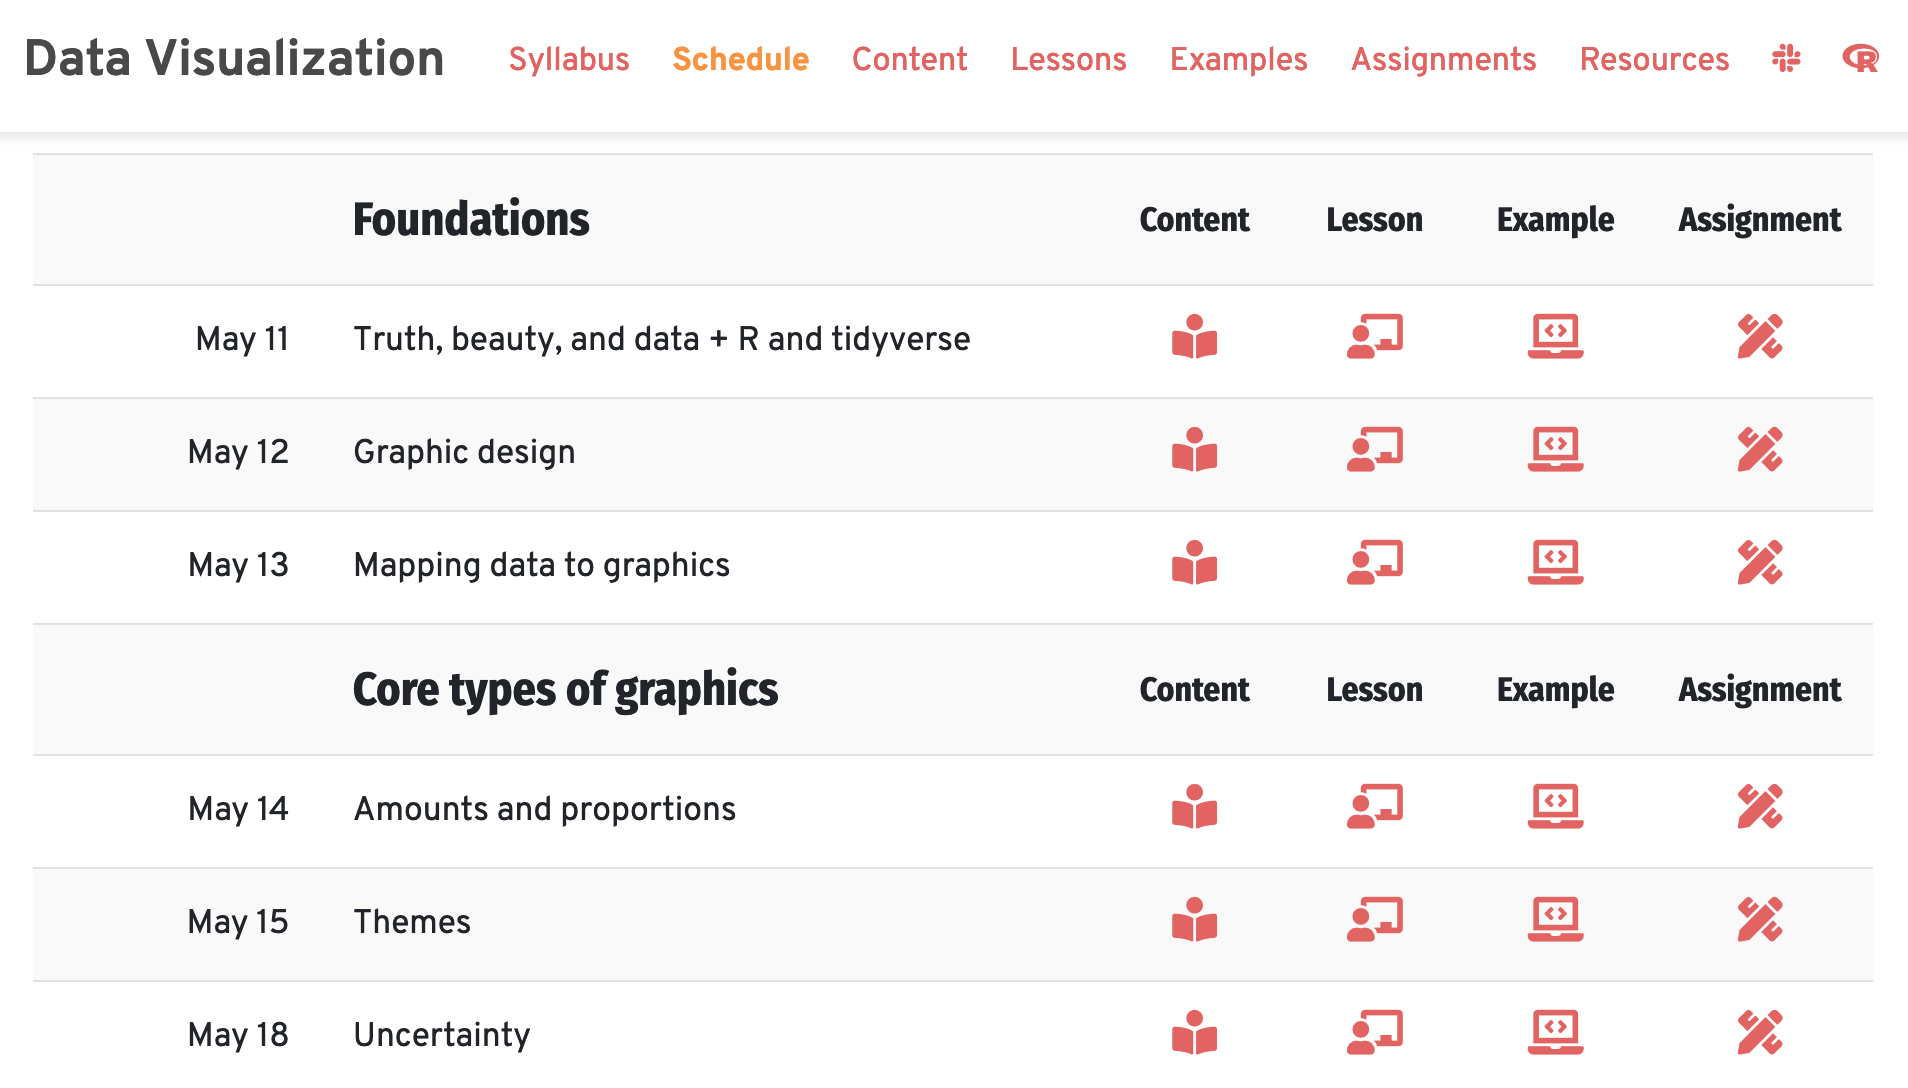 Data Visualization Syllabus Schedule Content Lessons Examples Assignments Resources
Foundations Content Lesson Example Assignment
May 11 Truth, beauty, and data + R and tidyverse
May 12 Graphic design
May 13 Mapping data to graphics
Core types of graphics Content Lesson Example Assignment
May 14 Amounts and proportions
May 15 Themes
May 18 Uncertainty